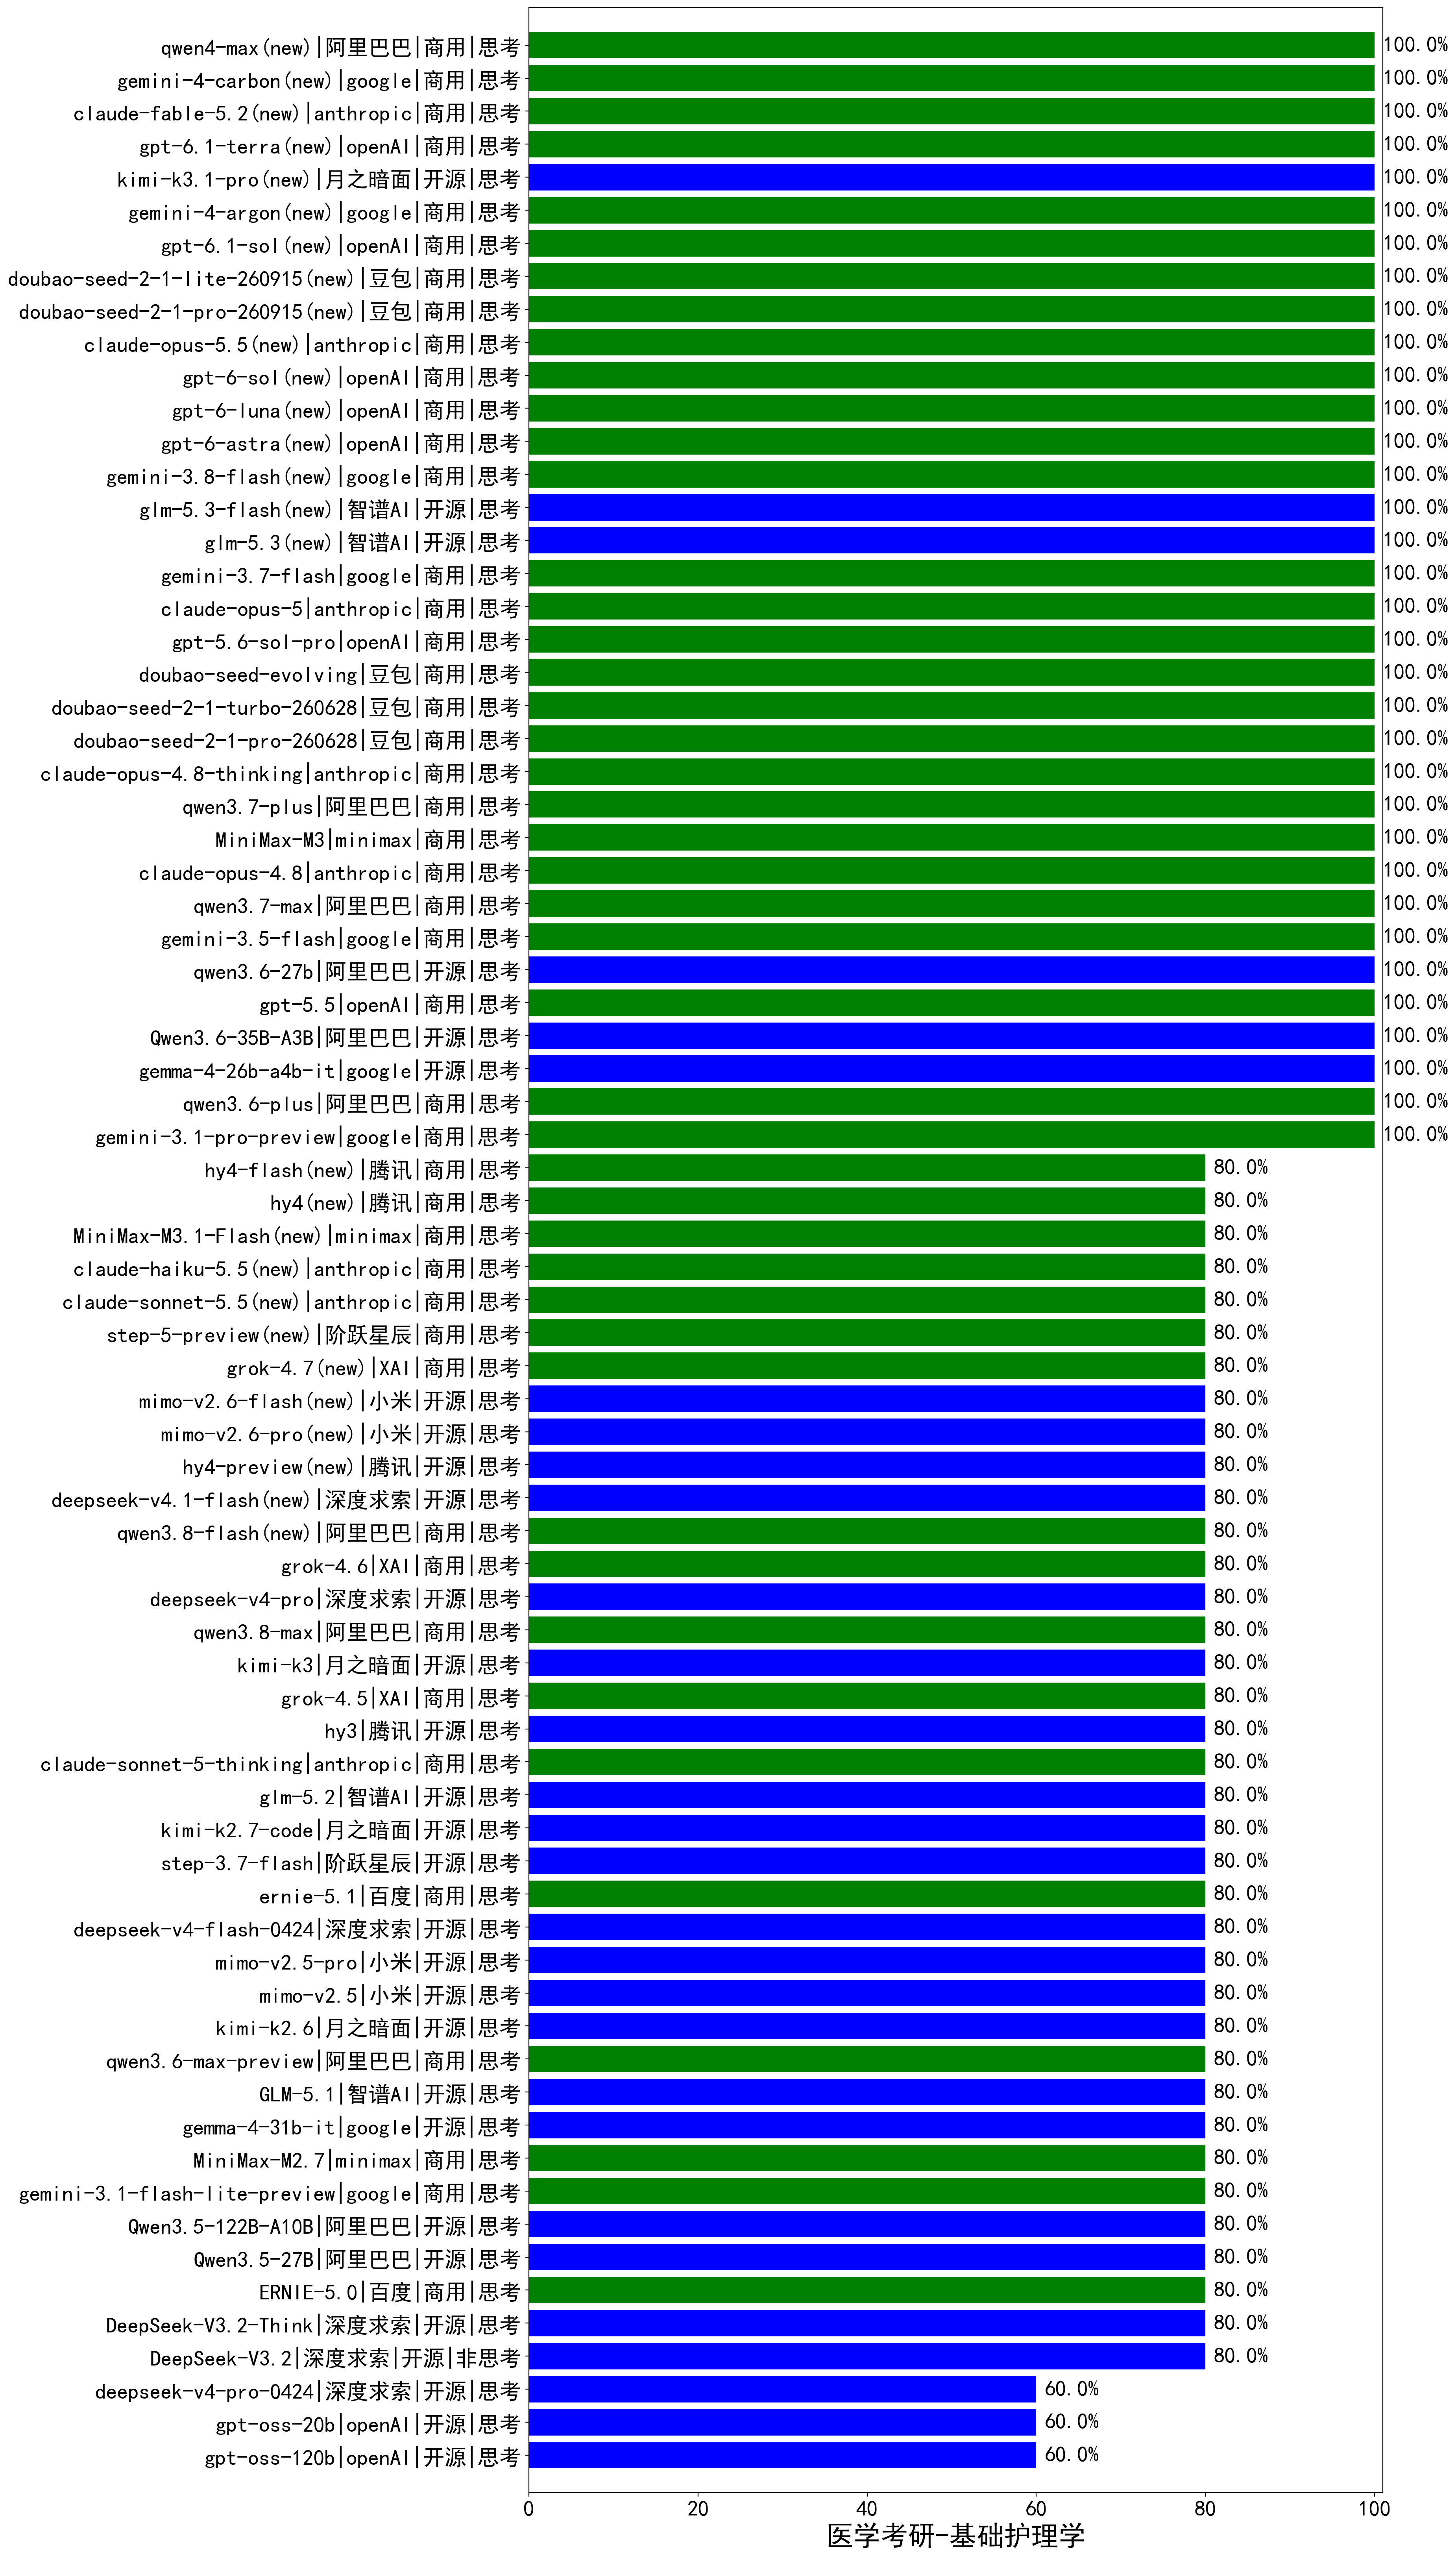 qwen4-max(new)|阿里巴巴|商用|思考 100.0%
gemini-4-carbon(new)|google|商用|思考 100.0%
claude-fable-5.2(new)|anthropic|商用|思考 100.0%
gpt-6.1-terra(new)|openAI|商用|思考 100.0%
kimi-k3.1-pro(new)|月之暗面|开源|思考 100.0%
gemini-4-argon(new)|google|商用|思考 100.0%
gpt-6.1-sol(new)|openAI|商用|思考 100.0%
doubao-seed-2-1-lite-260915(new)|豆包|商用|思考 100.0%
doubao-seed-2-1-pro-260915(new)|豆包|商用|思考 100.0%
claude-opus-5.5(new)|anthropic|商用|思考 100.0%
gpt-6-sol(new)|openAI|商用|思考 100.0%
gpt-6-luna(new)|openAI|商用|思考 100.0%
gpt-6-astra(new)|openAI|商用|思考 100.0%
gemini-3.8-flash(new)|google|商用|思考 100.0%
glm-5.3-flash(new)|智谱AI|开源|思考 100.0%
glm-5.3(new)|智谱AI|开源|思考 100.0%
gemini-3.7-flash|google|商用|思考 100.0%
claude-opus-5|anthropic|商用|思考 100.0%
gpt-5.6-sol-pro|openAI|商用|思考 100.0%
doubao-seed-evolving|豆包|商用|思考 100.0%
doubao-seed-2-1-turbo-260628|豆包|商用|思考 100.0%
doubao-seed-2-1-pro-260628|豆包|商用|思考 100.0%
claude-opus-4.8-thinking|anthropic|商用|思考 100.0%
qwen3.7-plus|阿里巴巴|商用|思考 100.0%
MiniMax-M3|minimax|商用|思考 100.0%
claude-opus-4.8|anthropic|商用|思考 100.0%
qwen3.7-max|阿里巴巴|商用|思考 100.0%
gemini-3.5-flash|google|商用|思考 100.0%
qwen3.6-27b|阿里巴巴|开源|思考 100.0%
gpt-5.5|openAI|商用|思考 100.0%
Qwen3.6-35B-A3B|阿里巴巴|开源|思考 100.0%
gemma-4-26b-a4b-it|google|开源|思考 100.0%
qwen3.6-plus|阿里巴巴|商用|思考 100.0%
gemini-3.1-pro-preview|google|商用|思考 100.0%
hy4-flash(new)|腾讯|商用|思考 80.0%
hy4(new)|腾讯|商用|思考 80.0%
MiniMax-M3.1-Flash(new)|minimax|商用|思考 80.0%
claude-haiku-5.5(new)|anthropic|商用|思考 80.0%
claude-sonnet-5.5(new)|anthropic|商用|思考 80.0%
step-5-preview(new)|阶跃星辰|商用|思考 80.0%
grok-4.7(new)|XAI|商用|思考 80.0%
mimo-v2.6-flash(new)|小米|开源|思考 80.0%
mimo-v2.6-pro(new)|小米|开源|思考 80.0%
hy4-preview(new)|腾讯|开源|思考 80.0%
deepseek-v4.1-flash(new)|深度求索|开源|思考 80.0%
qwen3.8-flash(new)|阿里巴巴|商用|思考 80.0%
grok-4.6|XAI|商用|思考 80.0%
deepseek-v4-pro|深度求索|开源|思考 80.0%
qwen3.8-max|阿里巴巴|商用|思考 80.0%
kimi-k3|月之暗面|开源|思考 80.0%
grok-4.5|XAI|商用|思考 80.0%
hy3|腾讯|开源|思考 80.0%
claude-sonnet-5-thinking|anthropic|商用|思考 80.0%
glm-5.2|智谱AI|开源|思考 80.0%
kimi-k2.7-code|月之暗面|开源|思考 80.0%
step-3.7-flash|阶跃星辰|开源|思考 80.0%
ernie-5.1|百度|商用|思考 80.0%
deepseek-v4-flash-0424|深度求索|开源|思考 80.0%
mimo-v2.5-pro|小米|开源|思考 80.0%
mimo-v2.5|小米|开源|思考 80.0%
kimi-k2.6|月之暗面|开源|思考 80.0%
qwen3.6-max-preview|阿里巴巴|商用|思考 80.0%
GLM-5.1|智谱AI|开源|思考 80.0%
gemma-4-31b-it|google|开源|思考 80.0%
MiniMax-M2.7|minimax|商用|思考 80.0%
gemini-3.1-flash-lite-preview|google|商用|思考 80.0%
Qwen3.5-122B-A10B|阿里巴巴|开源|思考 80.0%
Qwen3.5-27B|阿里巴巴|开源|思考 80.0%
ERNIE-5.0|百度|商用|思考 80.0%
DeepSeek-V3.2-Think|深度求索|开源|思考 80.0%
DeepSeek-V3.2|深度求索|开源|非思考 80.0%
deepseek-v4-pro-0424|深度求索|开源|思考 60.0%
gpt-oss-20b|openAI|开源|思考 60.0%
gpt-oss-120b|openAI|开源|思考 60.0%
0 20 40 60 80 100
医学考研-基础护理学